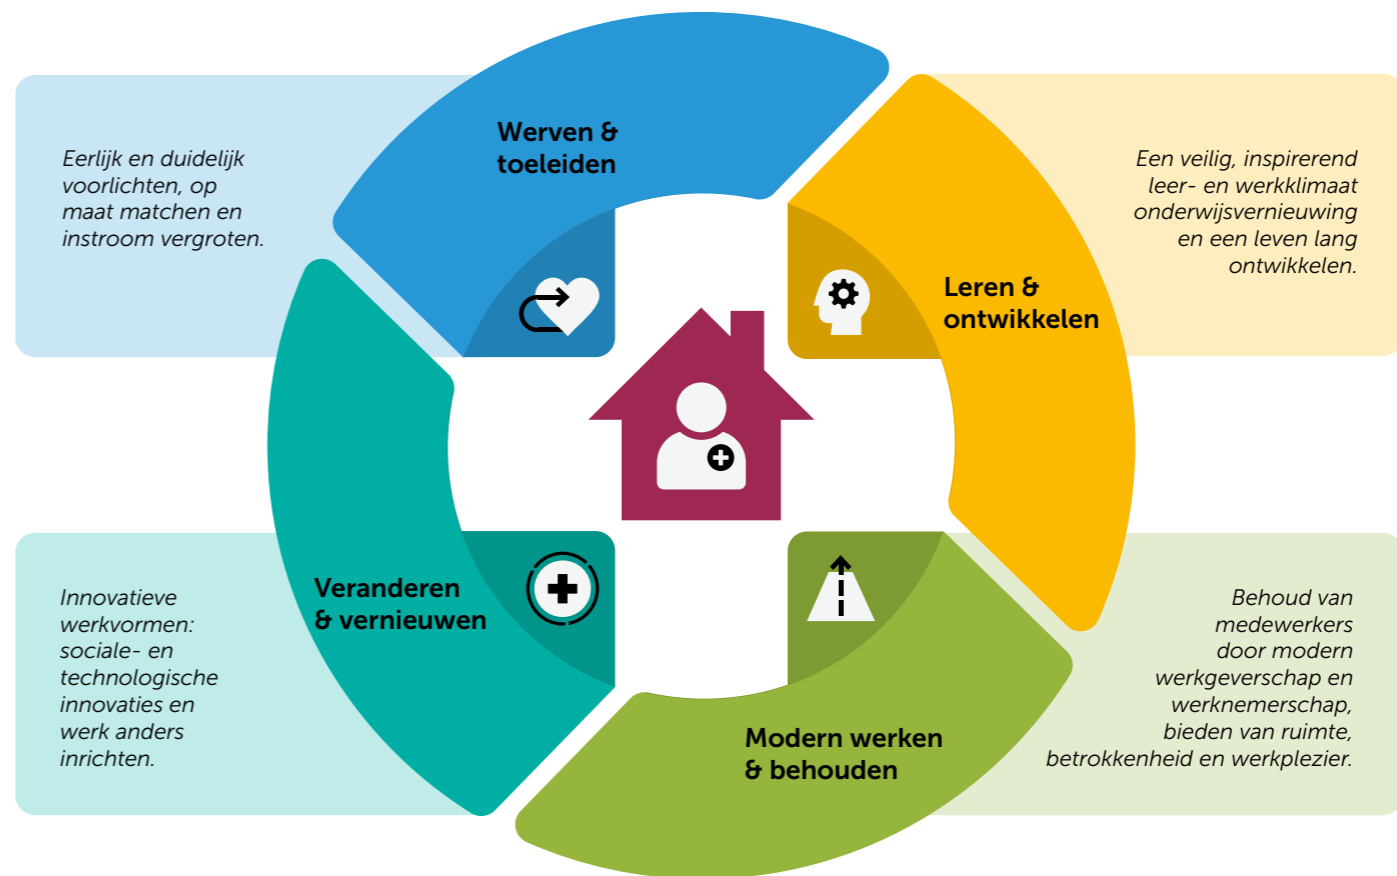 Werven &
toeleiden
Eerlijk en duidelijk
voorlichten, op
maat matchen en
instroom vergroten.
Leren &
ontwikkelen
Een veilig, inspirerend
leer- en werkklimaat
onderwijsvernieuwing
en een leven lang
ontwikkelen.
Veranderen
& vernieuwen
Innovatieve
werkvormen:
sociale- en
technologische
innovaties en
werk anders
inrichten.
Modern werken
& behouden
Behoud van
medewerkers
door modern
werkgeverschap en
werknemerschap,
bieden van ruimte,
betrokkenheid en werkplezier.